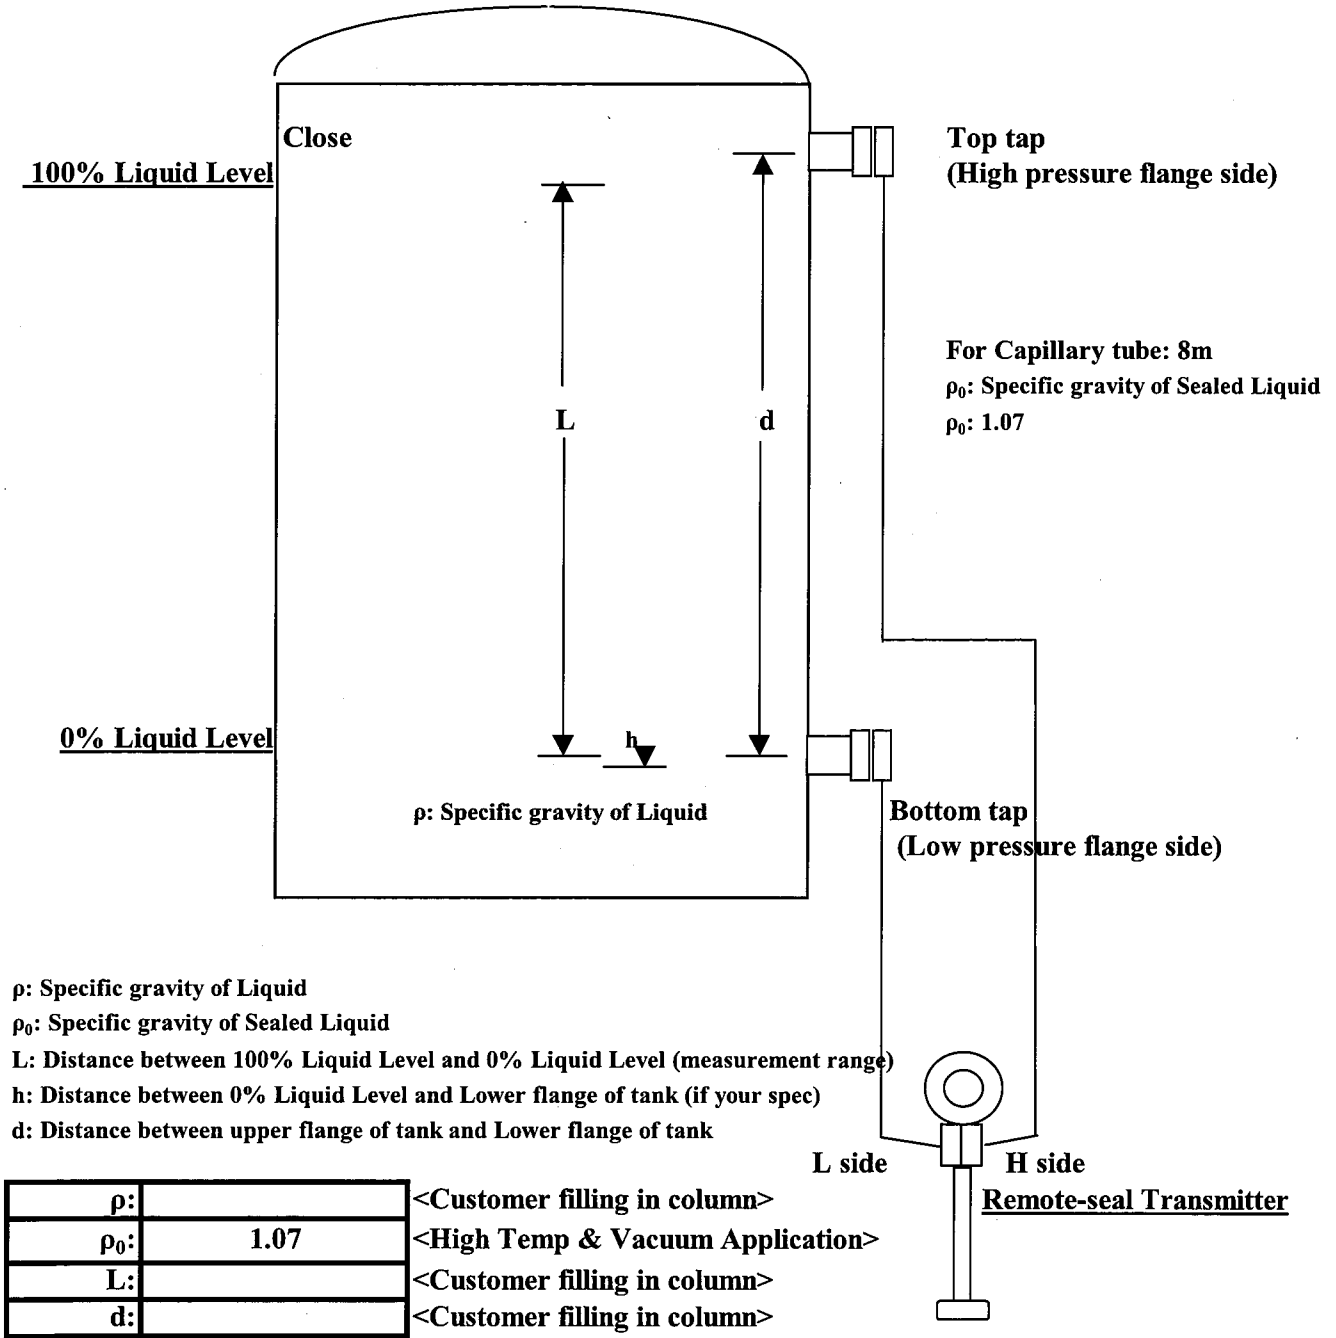 Close
100% Liquid Level
Top tap
(High pressure flange side)
For Capillary tube: 8m
ρ₀: Specific gravity of Sealed Liquid
ρ₀: 1.07
L
d
0% Liquid Level
h
ρ: Specific gravity of Liquid
Bottom tap
(Low pressure flange side)
ρ: Specific gravity of Liquid
ρ₀: Specific gravity of Sealed Liquid
L: Distance between 100% Liquid Level and 0% Liquid Level (measurement range)
h: Distance between 0% Liquid Level and Lower flange of tank (if your spec)
d: Distance between upper flange of tank and Lower flange of tank
L side
H side
Remote-seal Transmitter
ρ: <Customer filling in column>
ρ₀: 1.07 <High Temp & Vacuum Application>
L: <Customer filling in column>
d: <Customer filling in column>